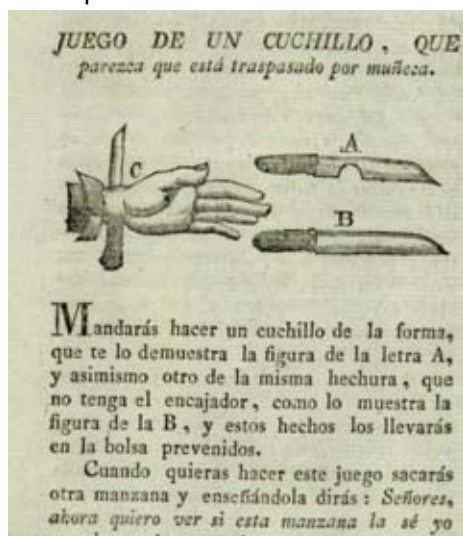 JUEGO DE UN CUCHILLO, QUE
parezca que está traspasado por muñeca.
A
C
B
Mandarás hacer un cuchillo de la forma,
que te lo demuestra la figura de la letra A,
y asimismo otro de la misma hechura, que
no tenga el encajador, como lo muestra la
figura de la B, y estos hechos los llevarás
en la bolsa prevenidos.
Cuando quieras hacer este juego sacarás
otra manzana y enseñándola dirás: Señores,
ahora quiero ver si esta manzana la sé yo